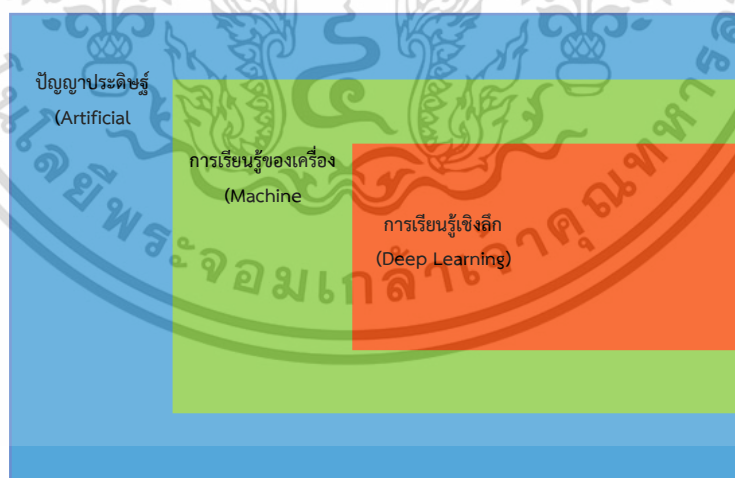 ปัญญาประดิษฐ์
(Artificial
การเรียนรู้ของเครื่อง
(Machine
การเรียนรู้เชิงลึก
(Deep Learning)